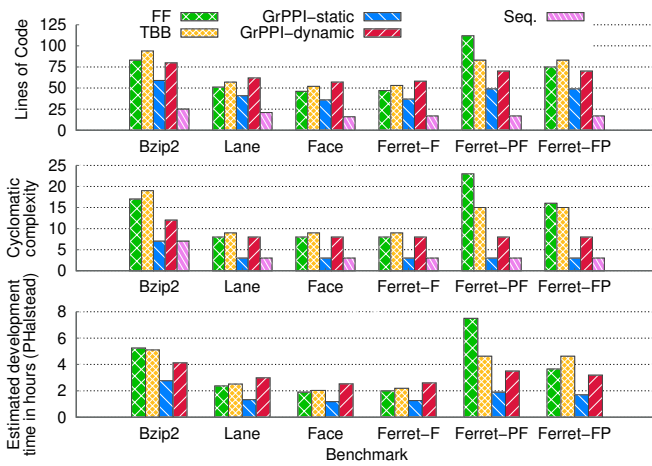 FF GrPPI−static Seq.
TBB GrPPI−dynamic
Lines of Code
125
100
75
50
25
0
Bzip2 Lane Face Ferret−F Ferret−PF Ferret−FP
Cyclomatic
complexity
25
20
15
10
5
0
Bzip2 Lane Face Ferret−F Ferret−PF Ferret−FP
Estimated development
time in hours (PHalstead)
8
6
4
2
0
Bzip2 Lane Face Ferret−F Ferret−PF Ferret−FP
Benchmark